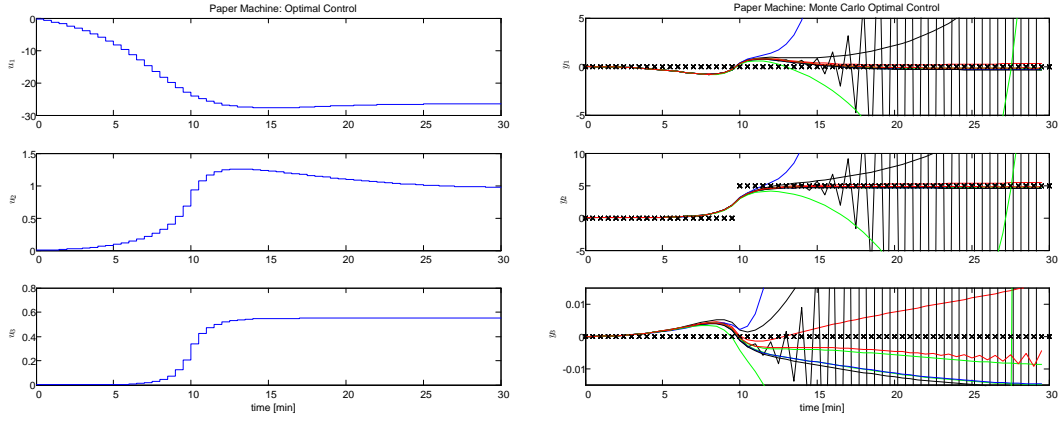 Paper Machine: Optimal Control
0
-10
-20
-30
u₁
0 5 10 15 20 25 30
1.5
1
0.5
0
u₂
0 5 10 15 20 25 30
0.8
0.6
0.4
0.2
0
u₃
0 5 10 15 20 25 30
time [min]
Paper Machine: Monte Carlo Optimal Control
5
0
-5
y₁
0 5 10 15 20 25 30
10
5
0
-5
y₂
0 5 10 15 20 25 30
0.01
0
-0.01
y₃
0 5 10 15 20 25 30
time [min]